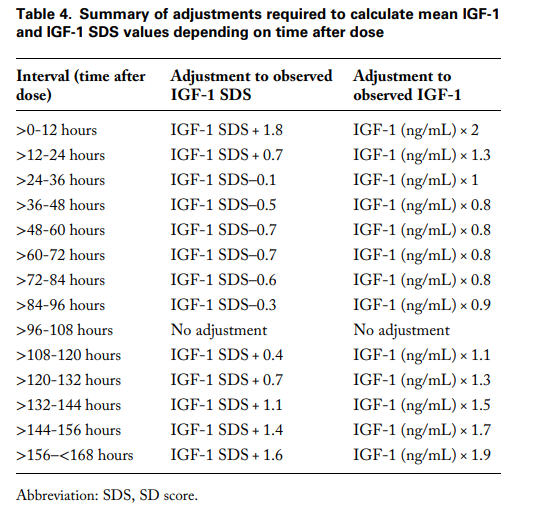 Table 4. Summary of adjustments required to calculate mean IGF-1
and IGF-1 SDS values depending on time after dose
Interval (time after dose) Adjustment to observed IGF-1 SDS Adjustment to observed IGF-1
>0-12 hours IGF-1 SDS + 1.8 IGF-1 (ng/mL) × 2
>12-24 hours IGF-1 SDS + 0.7 IGF-1 (ng/mL) × 1.3
>24-36 hours IGF-1 SDS–0.1 IGF-1 (ng/mL) × 1
>36-48 hours IGF-1 SDS–0.5 IGF-1 (ng/mL) × 0.8
>48-60 hours IGF-1 SDS–0.7 IGF-1 (ng/mL) × 0.8
>60-72 hours IGF-1 SDS–0.7 IGF-1 (ng/mL) × 0.8
>72-84 hours IGF-1 SDS–0.6 IGF-1 (ng/mL) × 0.8
>84-96 hours IGF-1 SDS–0.3 IGF-1 (ng/mL) × 0.9
>96-108 hours No adjustment No adjustment
>108-120 hours IGF-1 SDS + 0.4 IGF-1 (ng/mL) × 1.1
>120-132 hours IGF-1 SDS + 0.7 IGF-1 (ng/mL) × 1.3
>132-144 hours IGF-1 SDS + 1.1 IGF-1 (ng/mL) × 1.5
>144-156 hours IGF-1 SDS + 1.4 IGF-1 (ng/mL) × 1.7
>156–<168 hours IGF-1 SDS + 1.6 IGF-1 (ng/mL) × 1.9
Abbreviation: SDS, SD score.